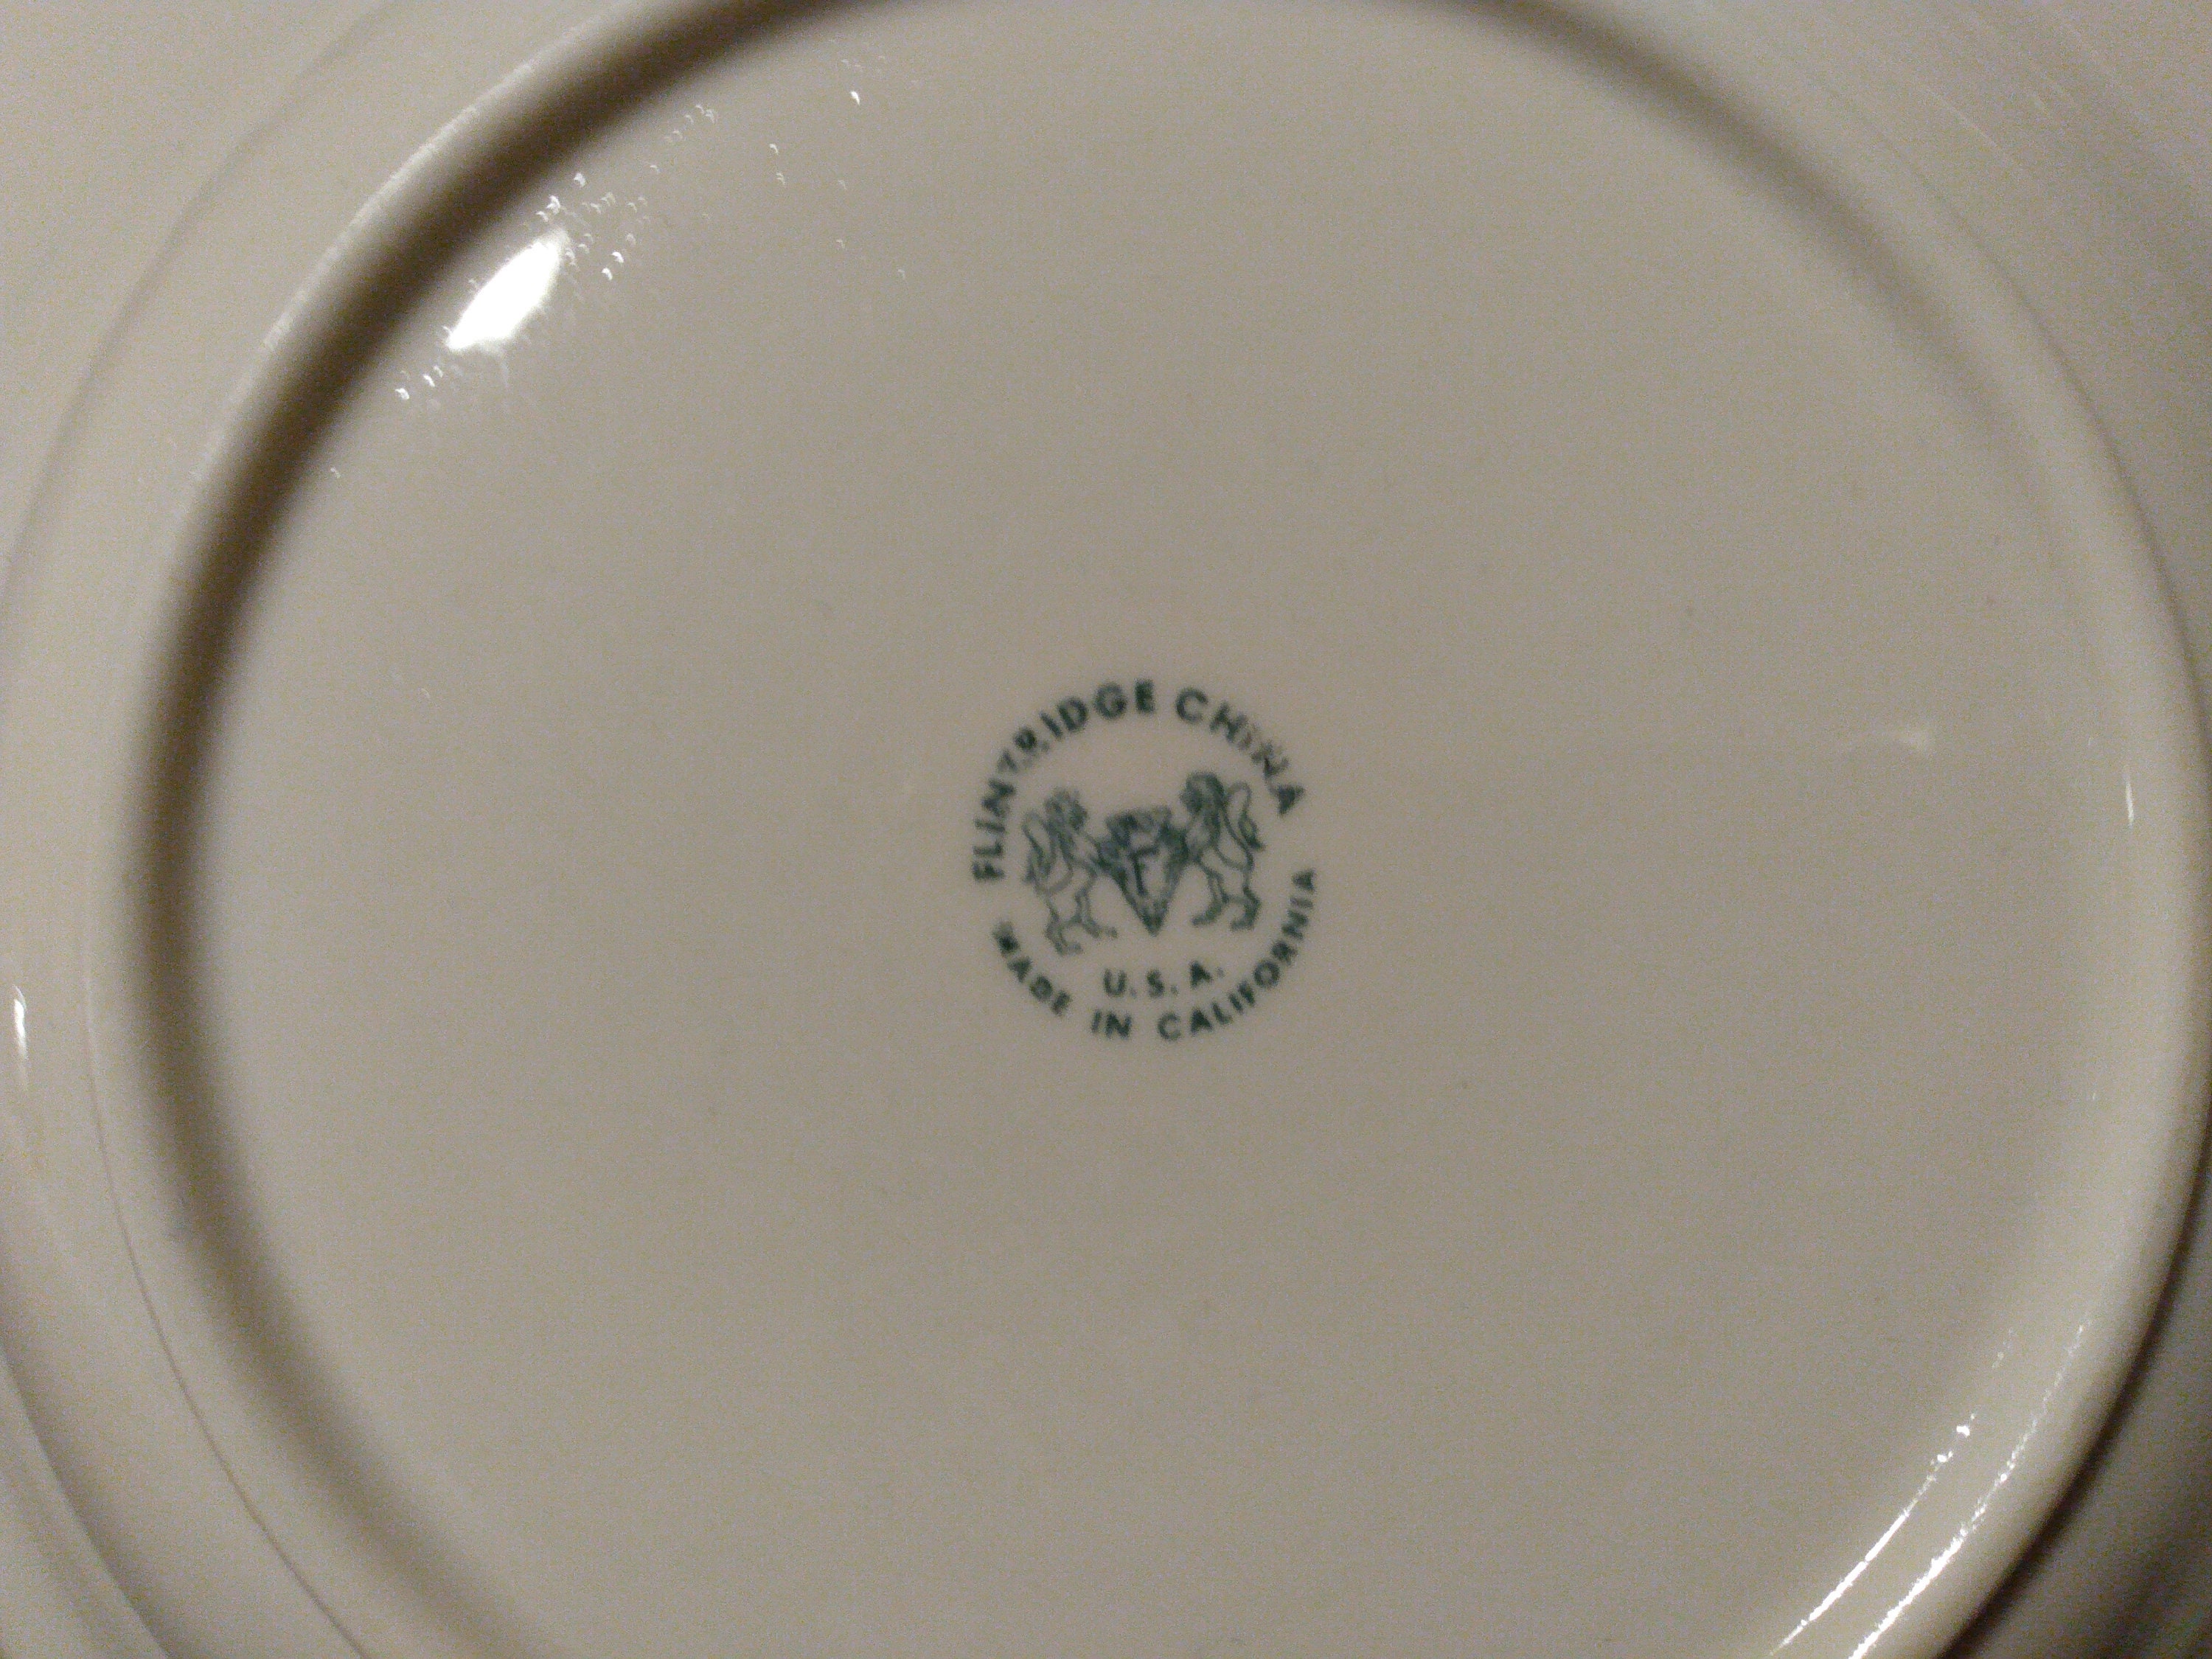 FLINTRIDGE CHINA
F
U.S.A.
MADE IN CALIFORNIA